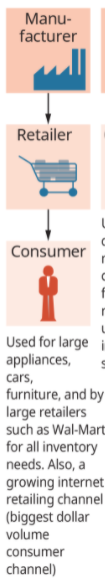 Manu-
facturer
Retailer
Consumer
Used for large
appliances,
cars,
furniture, and by
large retailers
such as Wal-Mart
for all inventory
needs. Also, a
growing internet
retailing channel
(biggest dollar
volume
consumer
channel)